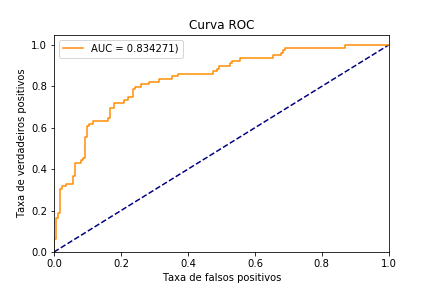 Curva ROC
AUC = 0.834271)
Taxa de verdadeiros positivos
1.0
0.8
0.6
0.4
0.2
0.0
0.0 0.2 0.4 0.6 0.8 1.0
Taxa de falsos positivos